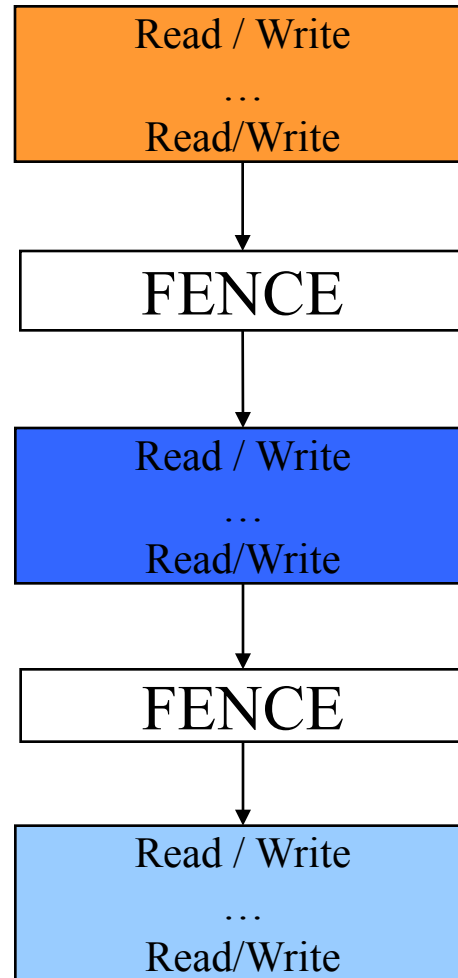 Read / Write
…
Read/Write
FENCE
Read / Write
…
Read/Write
FENCE
Read / Write
…
Read/Write